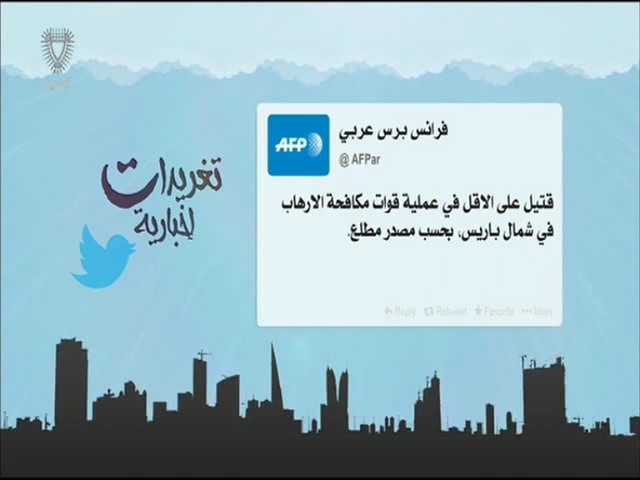 تغريدات
إخبارية
AFP
فرانس برس عربي
@ AFPar
قتيل على الاقل في عملية قوات مكافحة الارهاب
في شمال باريس، بحسب مصدر مطلع.
Reply Retweet Favorite More